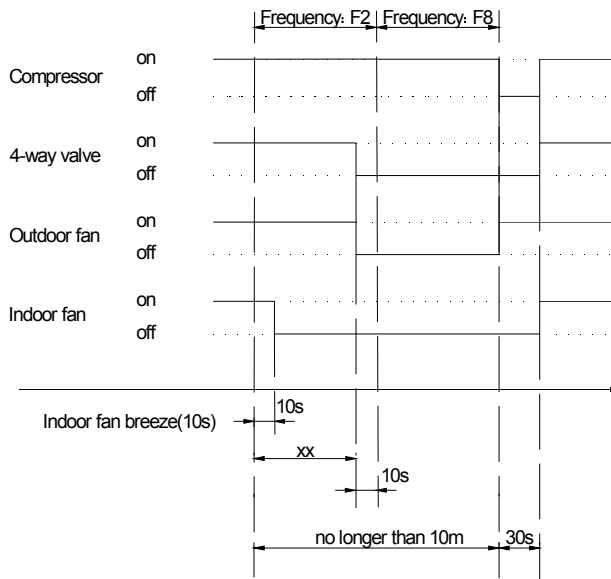 Frequency: F2 Frequency: F8
on
Compressor
off
on
4-way valve
off
on
Outdoor fan
off
on
Indoor fan
off
10s
Indoor fan breeze(10s)
xx
10s
no longer than 10m 30s